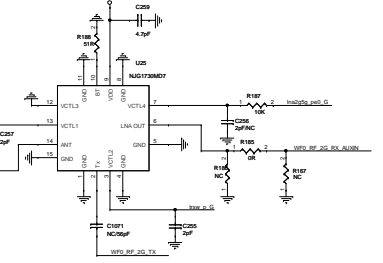 C259
4.7pF
R188
51R
U25
NJG1730MD7
11 10 9 8
GND BT VDD GND
12 VCTL3
VCTL4 7
R187
1 2
10K
lna2g5g_pe0_G
C256
2pF/NC
13 VCTL1
LNA OUT 6
C257
2pF
14 ANT
GND 5
R185
1 2
0R
WF0_RF_2G_RX_AUXIN
15 GND
GND Tx VCTL2 GND
1 2 3 4
NC
R167
NC
C1071
NC/56pF
C255
2pF
WF0_RF_2G_TX